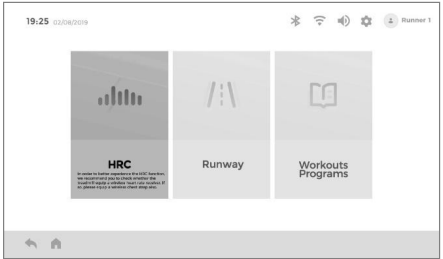 19:25 02/08/2019
Runner 1
HRC
In order to better experience the HRC function,
we recommend you to check whether the
treadmill equip a wireless heart rate receiver. If
so, please equip a wireless chest strap also.
Runway
Workouts
Programs